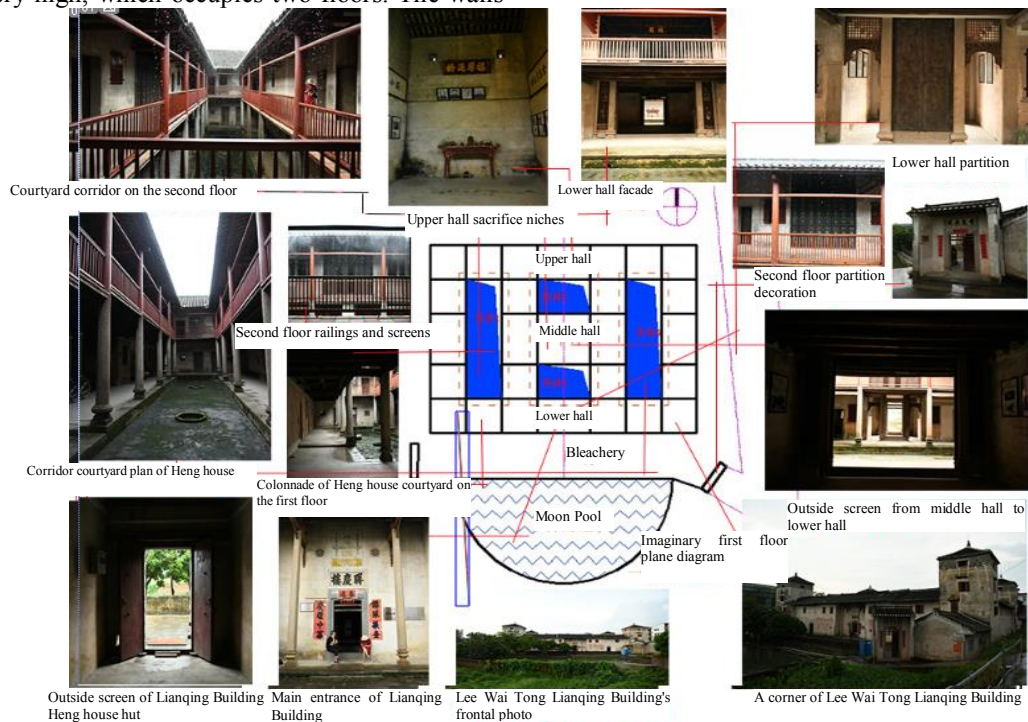 ery high, which occupies two floors. The walls
Courtyard corridor on the second floor
Upper hall sacrifice niches
Lower hall facade
Lower hall partition
Second floor partition
decoration
Second floor railings and screens
Upper hall
Middle hall
Lower hall
Bleachery
Moon Pool
Corridor courtyard plan of Heng house
Colonnade of Heng house courtyard on
the first floor
Imaginary first floor
plane diagram
Outside screen from middle hall to
lower hall
Outside screen of Lianqing Building
Heng house hut
Main entrance of Lianqing
Building
Lee Wai Tong Lianqing Building's
frontal photo
A corner of Lee Wai Tong Lianqing Building